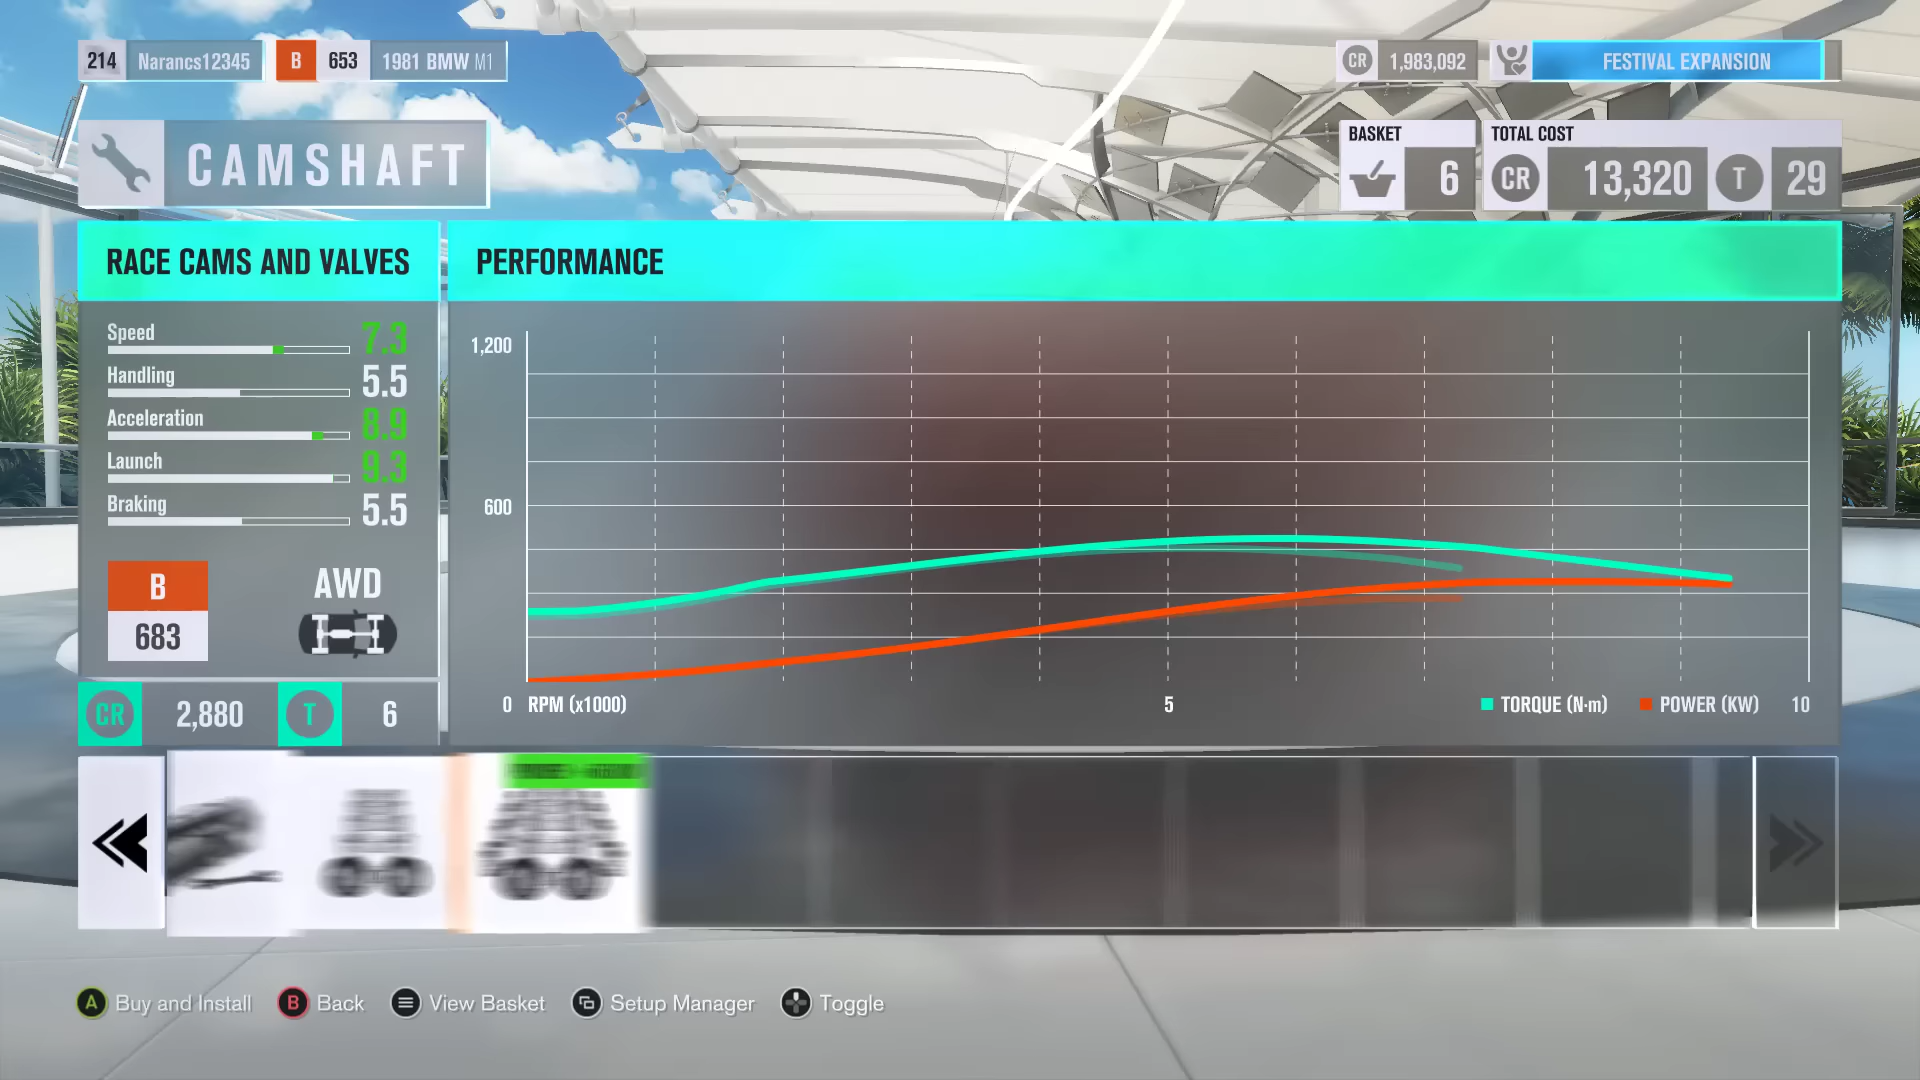 214 Narancs12345 B 653 1981 BMW M1
CR 1,983,092 FESTIVAL EXPANSION
CAMSHAFT
BASKET TOTAL COST
6 CR 13,320 T 29
RACE CAMS AND VALVES
PERFORMANCE
Speed 7.3
Handling 5.5
Acceleration 8.9
Launch 9.3
Braking 5.5
B AWD
683
CR 2,880 T 6
1,200
600
0 RPM (x1000) 5 TORQUE (N·m) POWER (KW) 10
A Buy and Install B Back View Basket Setup Manager Toggle